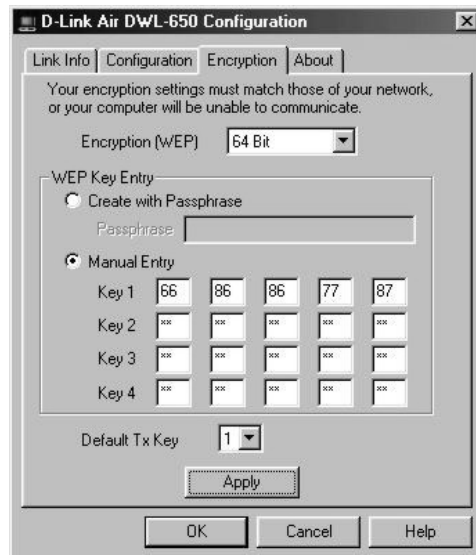 D-Link Air DWL-650 Configuration
Link Info Configuration Encryption About
Your encryption settings must match those of your network,
or your computer will be unable to communicate.
Encryption (WEP) 64 Bit
WEP Key Entry
Create with Passphrase
Passphrase
Manual Entry
Key 1 66 86 86 77 87
Key 2 ** ** ** ** **
Key 3 ** ** ** ** **
Key 4 ** ** ** ** **
Default Tx Key 1
Apply
OK Cancel Help